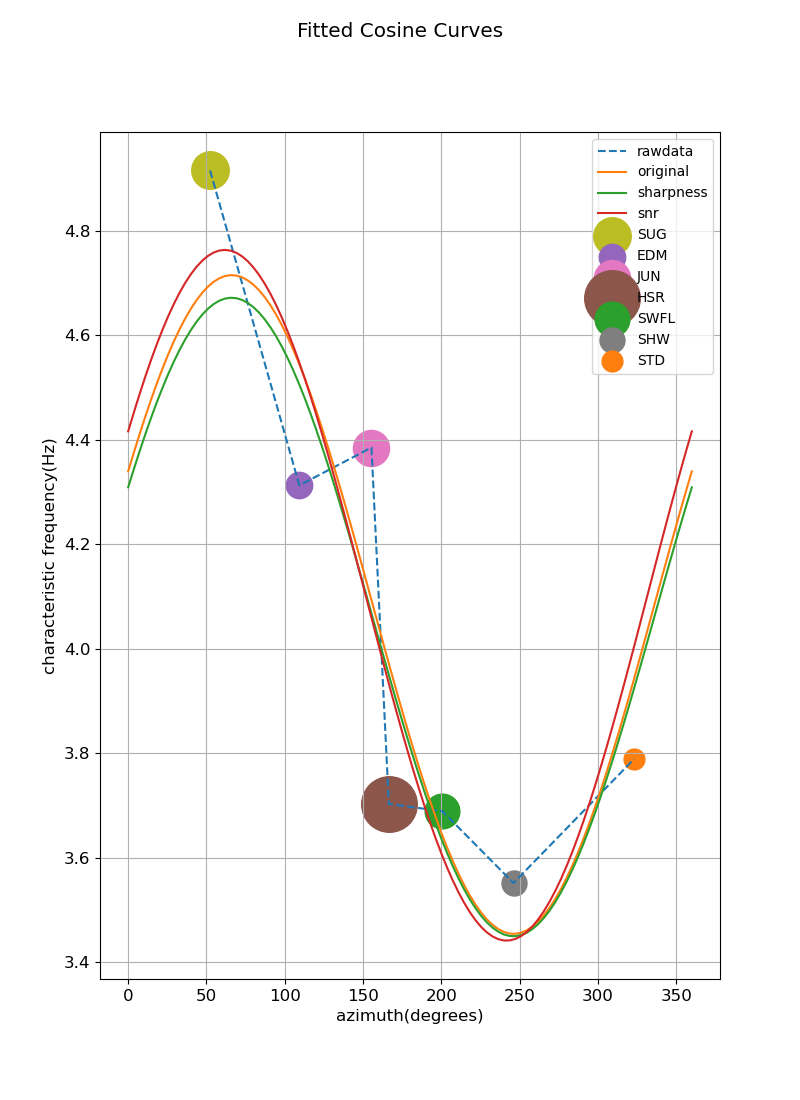 Fitted Cosine Curves
rawdata
original
sharpness
snr
SUG
EDM
JUN
HSR
SWFL
SHW
STD
characteristic frequency(Hz)
4.8
4.6
4.4
4.2
4.0
3.8
3.6
3.4
0 50 100 150 200 250 300 350
azimuth(degrees)